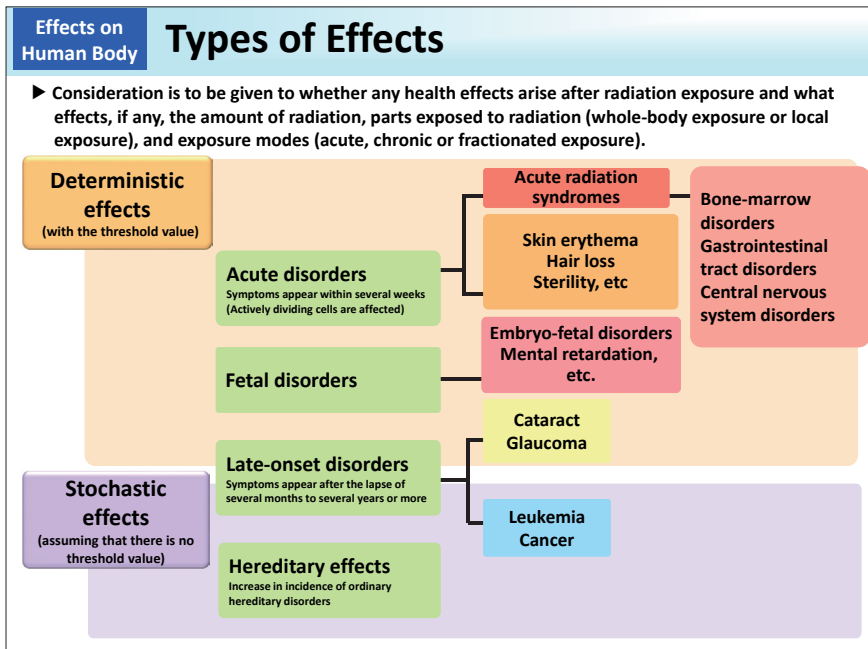 Effects on
Human Body
Types of Effects
▶ Consideration is to be given to whether any health effects arise after radiation exposure and what
effects, if any, the amount of radiation, parts exposed to radiation (whole-body exposure or local
exposure), and exposure modes (acute, chronic or fractionated exposure).
Deterministic
effects
(with the threshold value)
Acute disorders
Symptoms appear within several weeks
(Actively dividing cells are affected)
Acute radiation
syndromes
Skin erythema
Hair loss
Sterility, etc
Bone-marrow
disorders
Gastrointestinal
tract disorders
Central nervous
system disorders
Fetal disorders
Embryo-fetal disorders
Mental retardation,
etc.
Late-onset disorders
Symptoms appear after the lapse of
several months to several years or more
Cataract
Glaucoma
Stochastic
effects
(assuming that there is no
threshold value)
Leukemia
Cancer
Hereditary effects
Increase in incidence of ordinary
hereditary disorders